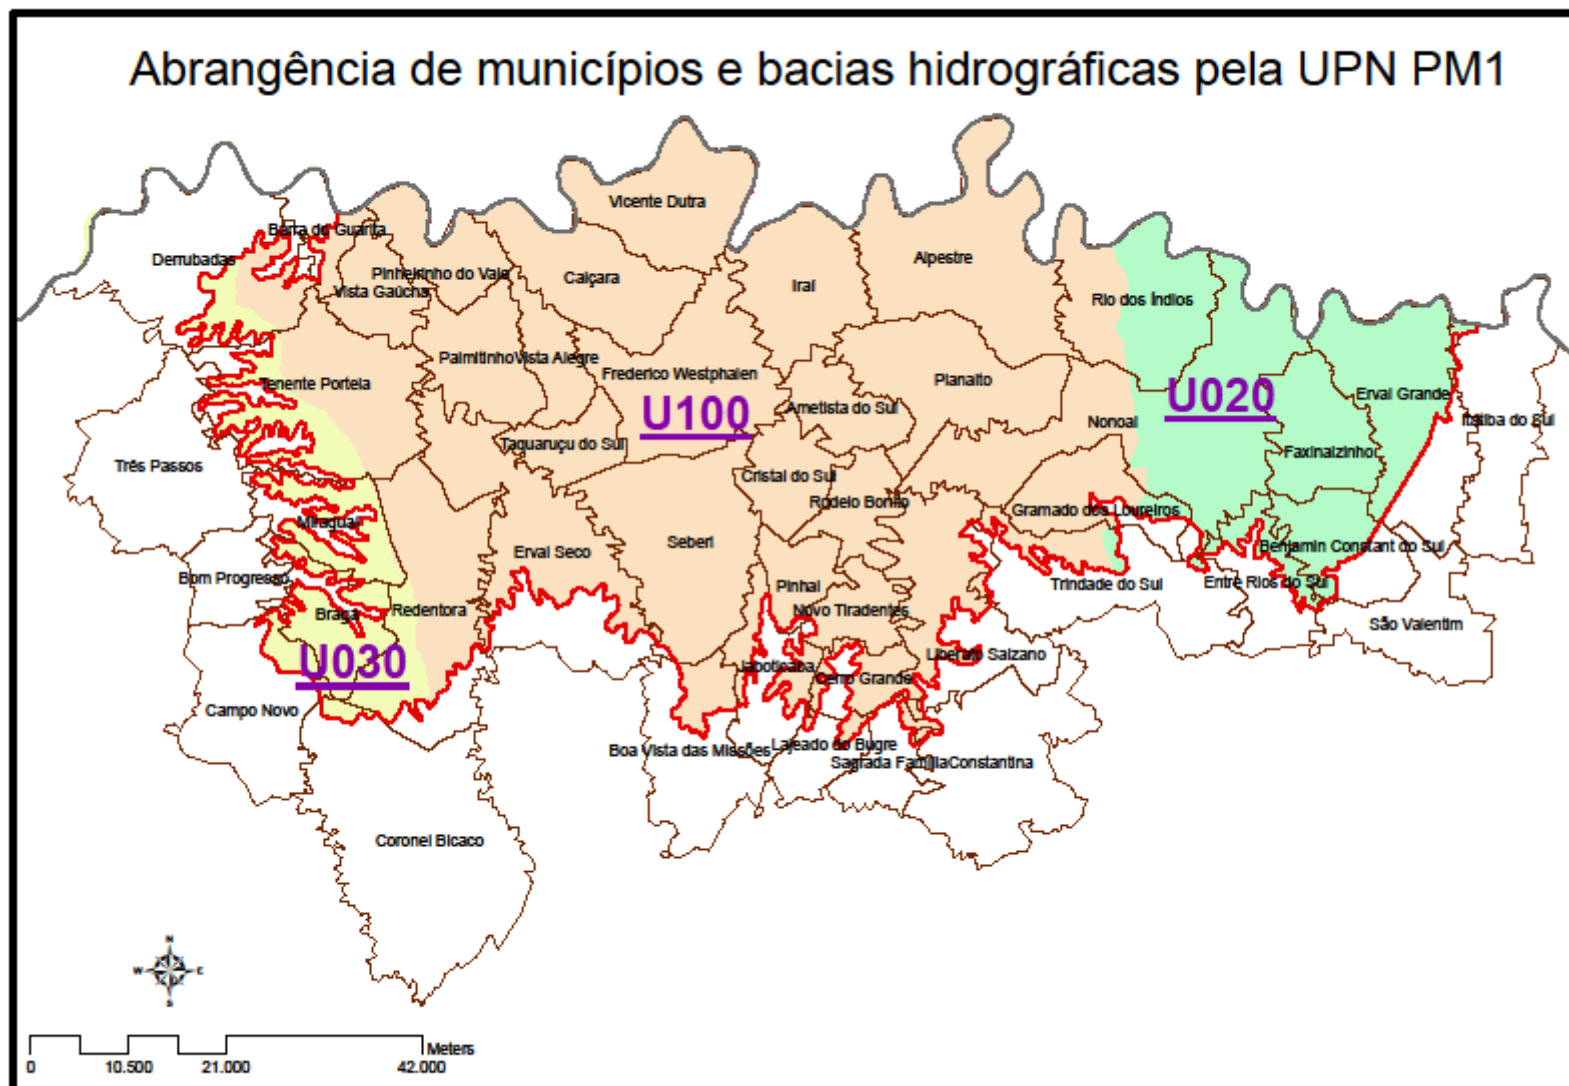 Abrangência de municípios e bacias hidrográficas pela UPN PM1
Vicente Dutra
Barra do Guarita
Derrubadas
Pinheirinho do Vale
Vista Gaúcha
Caiçara
Iraí
Alpestre
Rio dos Índios
Palmitinho
Vista Alegre
Tenente Portela
Frederico Westphalen
Planalto
Erval Grande
U100
U020
Ametista do Sul
Nonoai
Itatiba do Sul
Taquaruçu do Sul
Três Passos
Faxinalzinho
Cristal do Sul
Rodeio Bonito
Gramado dos Loureiros
Miraguaí
Erval Seco
Seberi
Benjamin Constant do Sul
Bom Progresso
Pinhal
Trindade do Sul
Entre Rios do Sul
Braga
Redentora
Novo Tiradentes
São Valentim
U030
Liberato Salzano
Jaboticaba
Cerro Grande
Campo Novo
Boa Vista das Missões
Lajeado do Bugre
Sagrada Família
Constantina
Coronel Bicaco
N
W
E
S
Meters
0
10.500
21.000
42.000